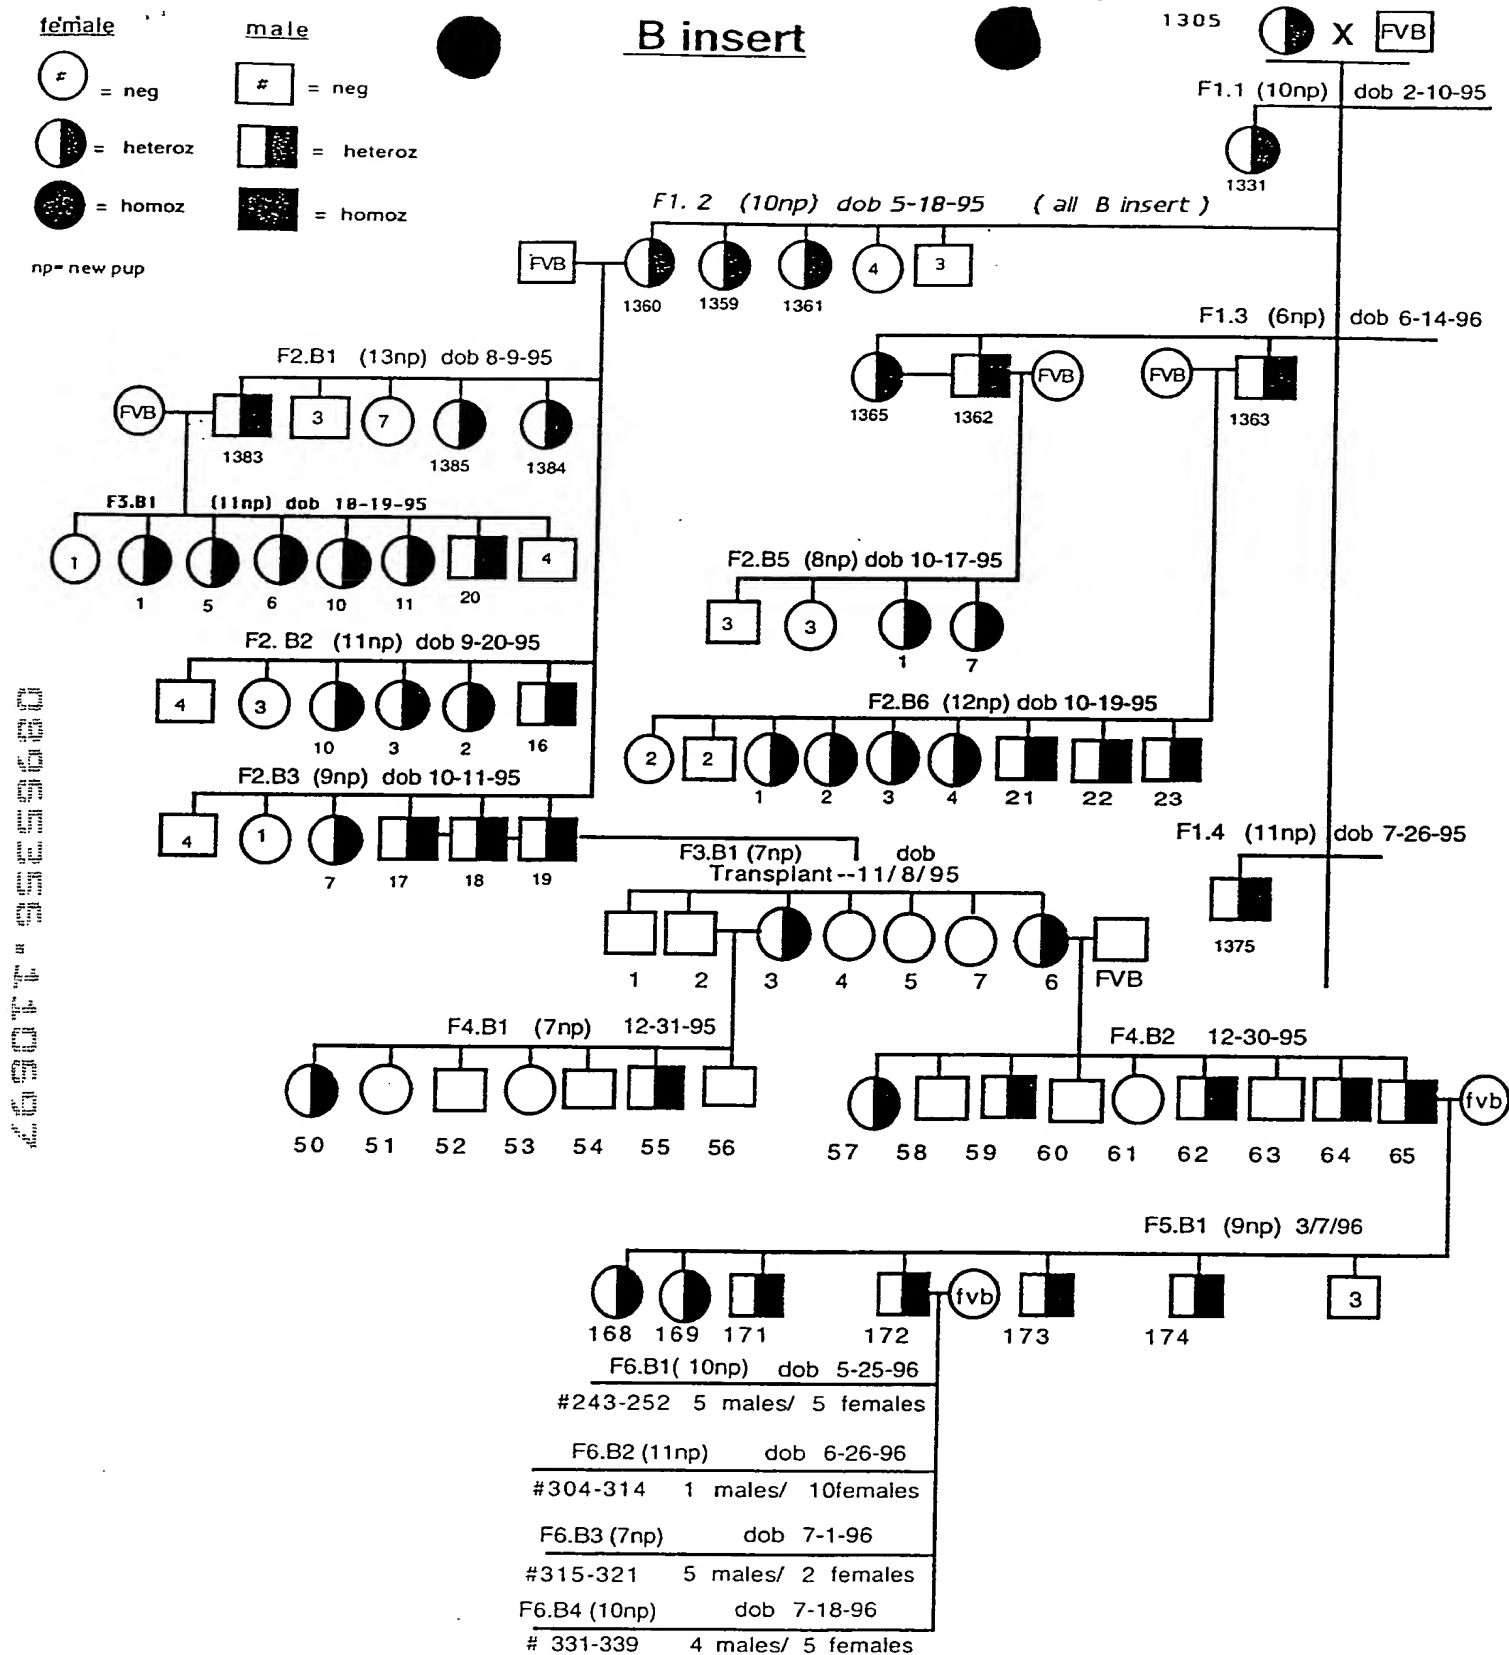 female
male
B insert
1305
X
FVB
#
= neg
#
= neg
= heteroz
= heteroz
= homoz
= homoz
np= new pup
F1.1 (10np) dob 2-10-95
1331
F1. 2 (10np) dob 5-18-95 ( all B insert )
FVB
4
3
1360 1359 1361
F1.3 (6np) dob 6-14-96
FVB
FVB
1365 1362 1363
F2.B1 (13np) dob 8-9-95
FVB
3
7
1383 1385 1384
F3.B1 (11np) dob 18-19-95
1
4
1 5 6 10 11 20
F2.B5 (8np) dob 10-17-95
3
3
1 7
F2. B2 (11np) dob 9-20-95
4
3
10 3 2 16
F2.B6 (12np) dob 10-19-95
2
2
1 2 3 4 21 22 23
F2.B3 (9np) dob 10-11-95
4
1
7 17 18 19
F1.4 (11np) dob 7-26-95
1375
F3.B1 (7np) dob
Transplant--11/8/95
1 2 3 4 5 7 6 FVB
F4.B1 (7np) 12-31-95
50 51 52 53 54 55 56
F4.B2 12-30-95
fvb
57 58 59 60 61 62 63 64 65
F5.B1 (9np) 3/7/96
fvb
3
168 169 171 172 173 174
F6.B1( 10np) dob 5-25-96
#243-252 5 males/ 5 females
F6.B2 (11np) dob 6-26-96
#304-314 1 males/ 10females
F6.B3 (7np) dob 7-1-96
#315-321 5 males/ 2 females
F6.B4 (10np) dob 7-18-96
# 331-339 4 males/ 5 females